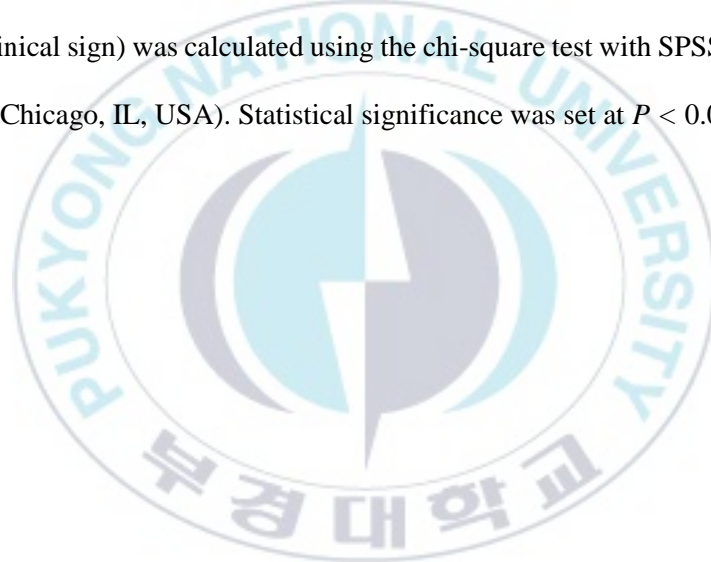 inical sign) was calculated using the chi-square test with SPSS
Chicago, IL, USA). Statistical significance was set at P < 0.0
PUKYONG NATIONAL UNIVERSITY
부경대학교